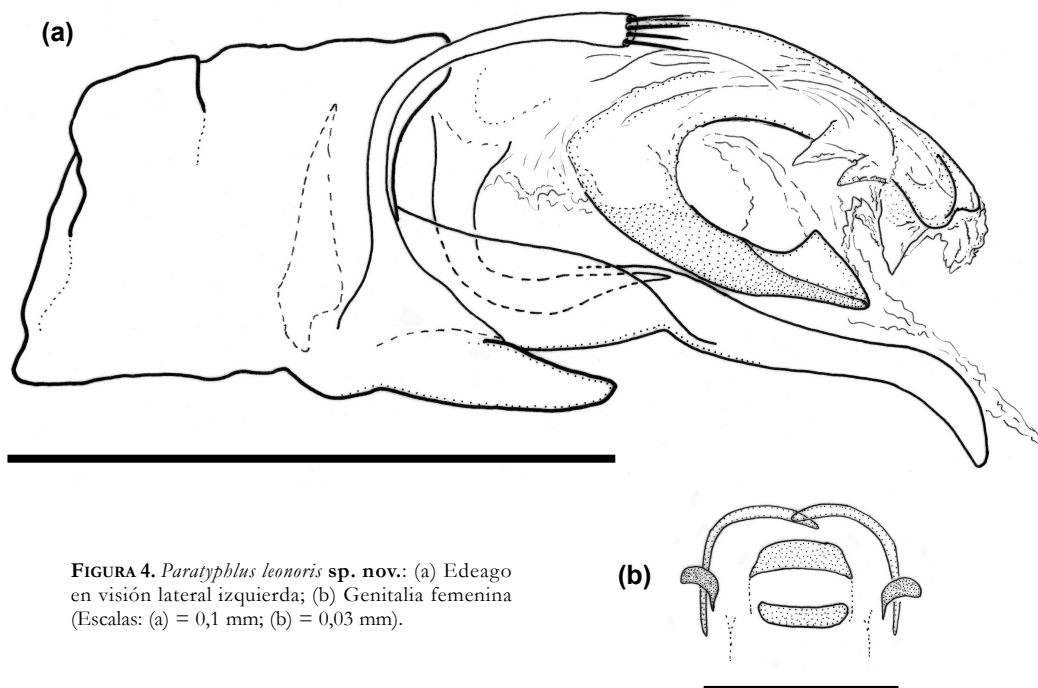 (a)
FIGURA 4. Paratyphlus leonoris sp. nov.: (a) Edeago
en visión lateral izquierda; (b) Genitalia femenina
(Escalas: (a) = 0,1 mm; (b) = 0,03 mm).
(b)